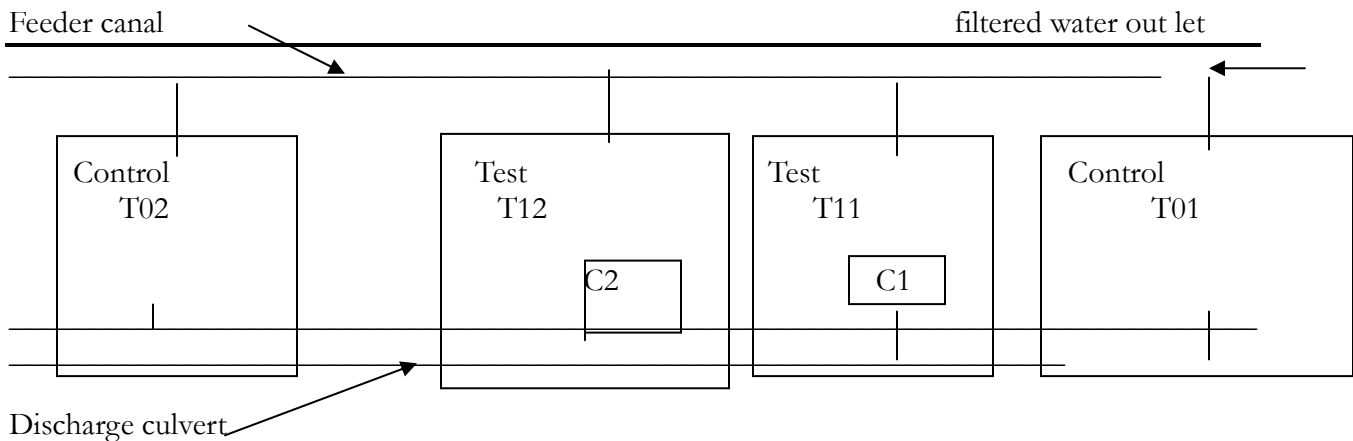 Feeder canal filtered water out let
Control Test Test Control
T02 T12 T11 T01
C2 C1
Discharge culvert